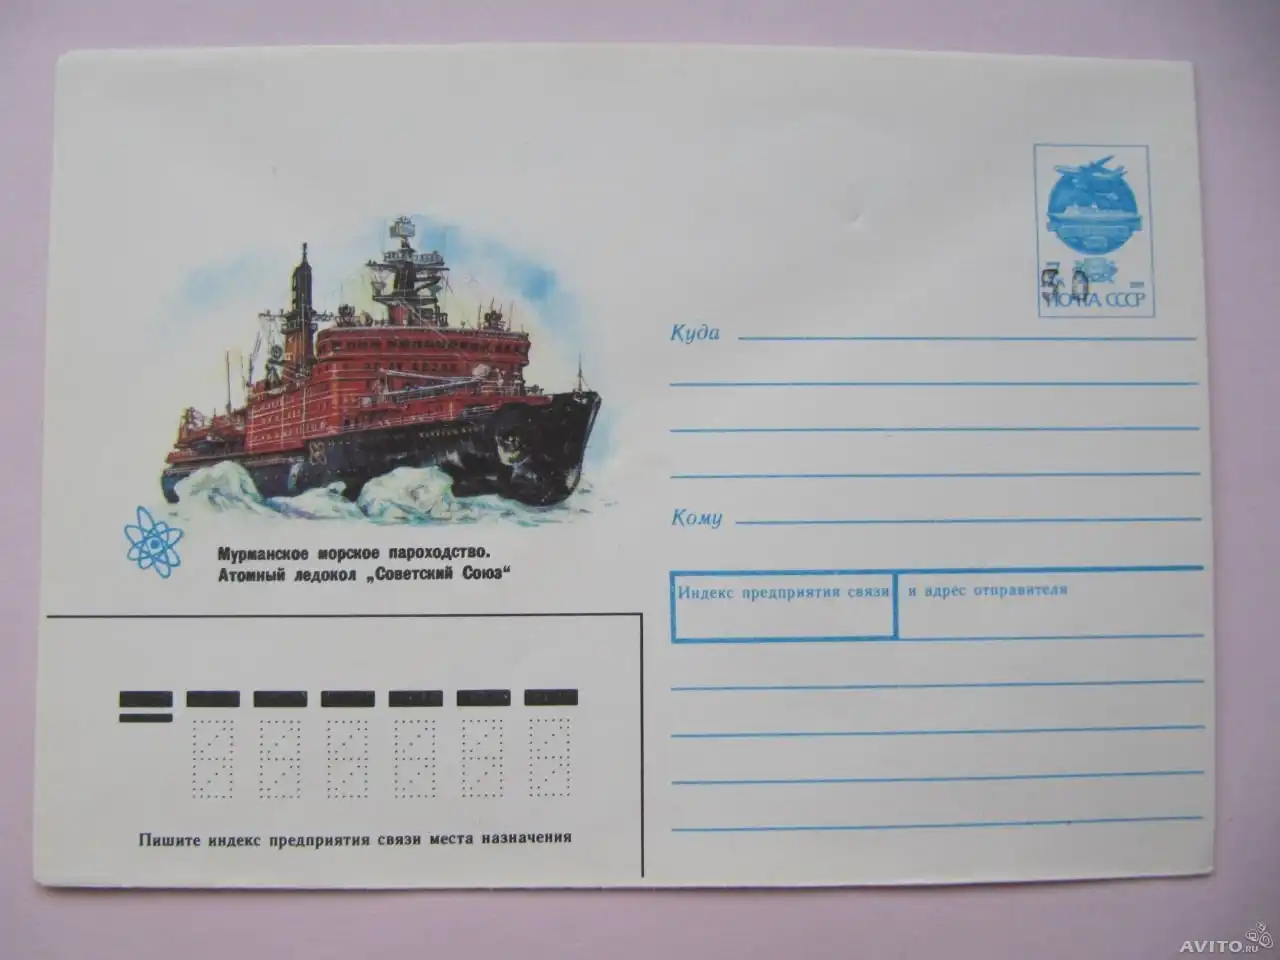 50
ПОЧТА СССР
Куда
Кому
Индекс предприятия связи и адрес отправителя
Мурманское морское пароходство.
Атомный ледокол „Советский Союз“
Пишите индекс предприятия связи места назначения
AVITO.RU